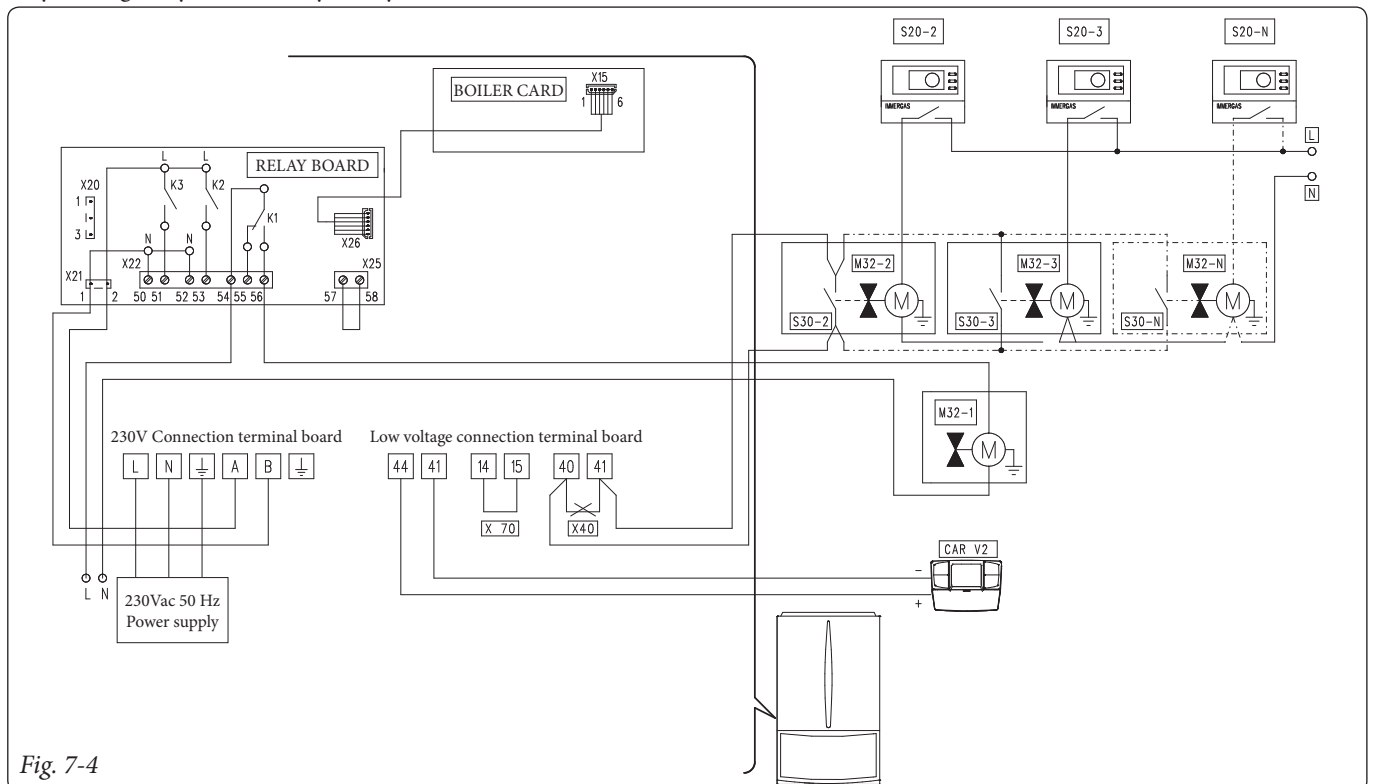 S20-2 S20-3 S20-N
IMMERGAS IMMERGAS IMMERGAS
L
N
BOILER CARD
X15
1 6
RELAY BOARD
L L
K3 K2
K1
X20
1
3
N N
X26
X21
1 2
X22
50 51 52 53 54 55 56
X25
57 58
M32-2 M32-3 M32-N
M M M
S30-2 S30-3 S30-N
M32-1
M
230V Connection terminal board
L N A B
Low voltage connection terminal board
44 41 14 15 40 41
X 70 X40
CAR V2
-
+
L N
230Vac 50 Hz
Power supply
Fig. 7-4